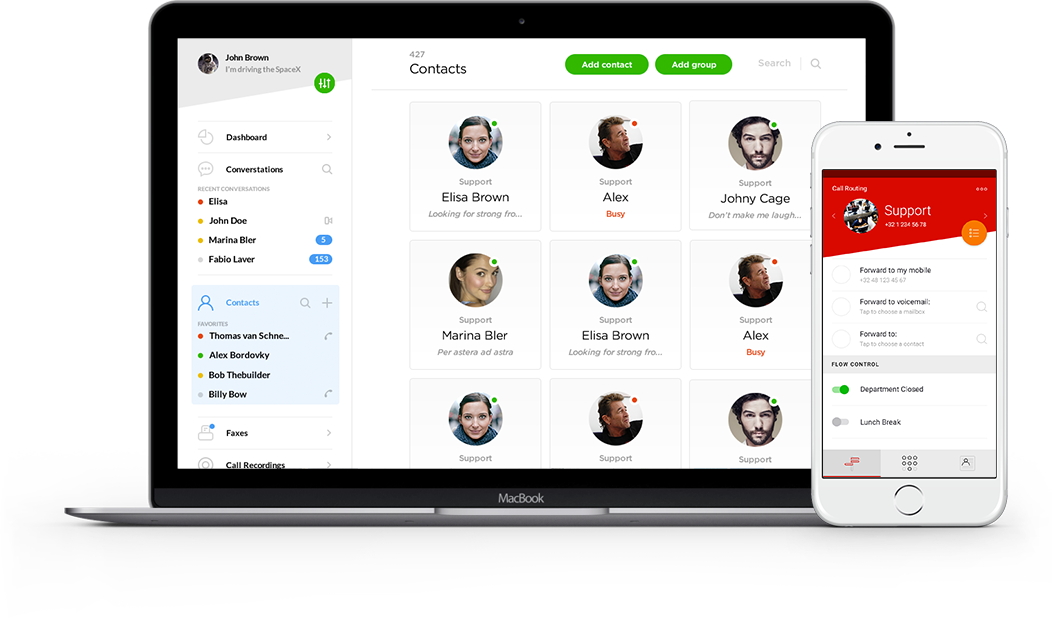 John Brown
I'm driving the SpaceX
Dashboard
Converstations
RECENT CONVERSATIONS
Elisa
John Doe
Marina Bler 5
Fabio Laver 153
Contacts
FAVORITES
Thomas van Schne...
Alex Bordovky
Bob Thebuilder
Billy Bow
Faxes
Call Recordings
427
Contacts
Add contact
Add group
Search
Support
Elisa Brown
Looking for strong fro...
Support
Alex
Busy
Support
Johny Cage
Don't make me laugh...
Support
Marina Bler
Per astera ad astra
Support
Elisa Brown
Looking for strong fro...
Support
Alex
Busy
Support
Support
Support
MacBook
Call Routing
Support
+32 1 234 56 78
Forward to my mobile
+32 48 123 45 67
Forward to voicemail:
Tap to choose a mailbox
Forward to:
Tap to choose a contact
FLOW CONTROL
Department Closed
Lunch Break